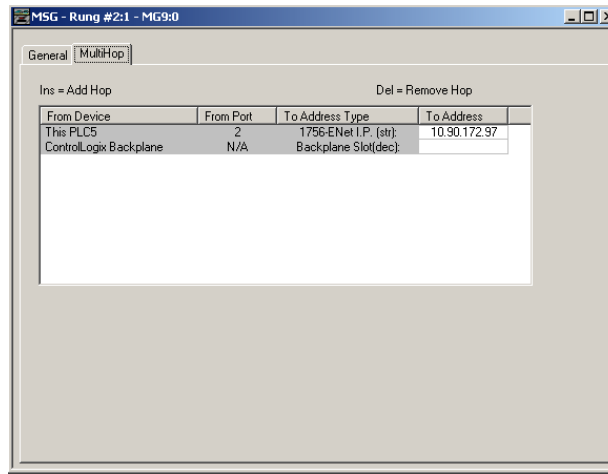 MSG - Rung #2:1 - MG9:0
General MultiHop
Ins = Add Hop Del = Remove Hop
From Device From Port To Address Type To Address
This PLC5 2 1756-ENet I.P. (str): 10.90.172.97
ControlLogix Backplane N/A Backplane Slot(dec):